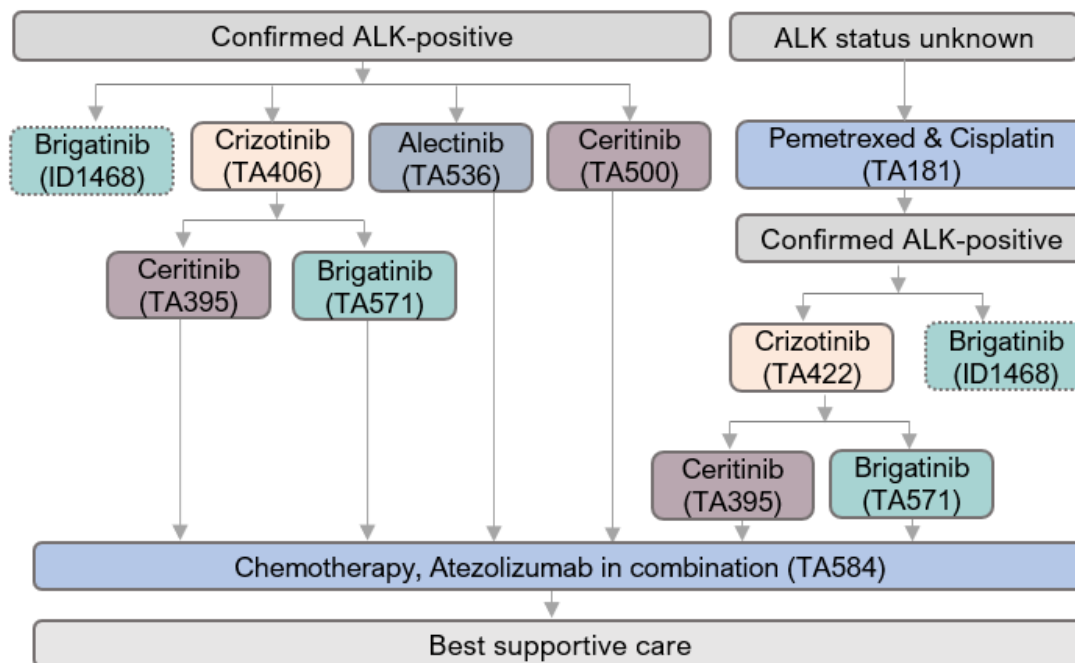 Confirmed ALK-positive
ALK status unknown
Brigatinib
(ID1468)
Crizotinib
(TA406)
Alectinib
(TA536)
Ceritinib
(TA500)
Pemetrexed & Cisplatin
(TA181)
Confirmed ALK-positive
Ceritinib
(TA395)
Brigatinib
(TA571)
Crizotinib
(TA422)
Brigatinib
(ID1468)
Ceritinib
(TA395)
Brigatinib
(TA571)
Chemotherapy, Atezolizumab in combination (TA584)
Best supportive care